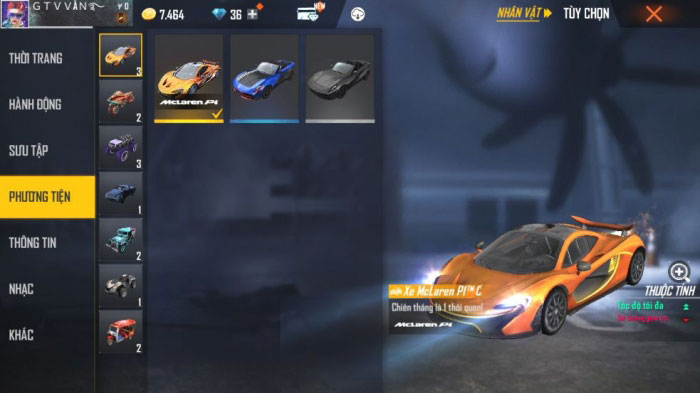 GTVVÂN
7.464
36
NEW
NHÂN VẬT
TÙY CHỌN
THỜI TRANG
3
HÀNH ĐỘNG
2
SƯU TẬP
3
PHƯƠNG TIỆN
1
THÔNG TIN
2
NHẠC
1
KHÁC
2
McLaren P1
Xe McLaren P1™ C
Chiến thắng là 1 thói quen!
McLaren P1
THUỘC TÍNH
Tốc độ tối đa